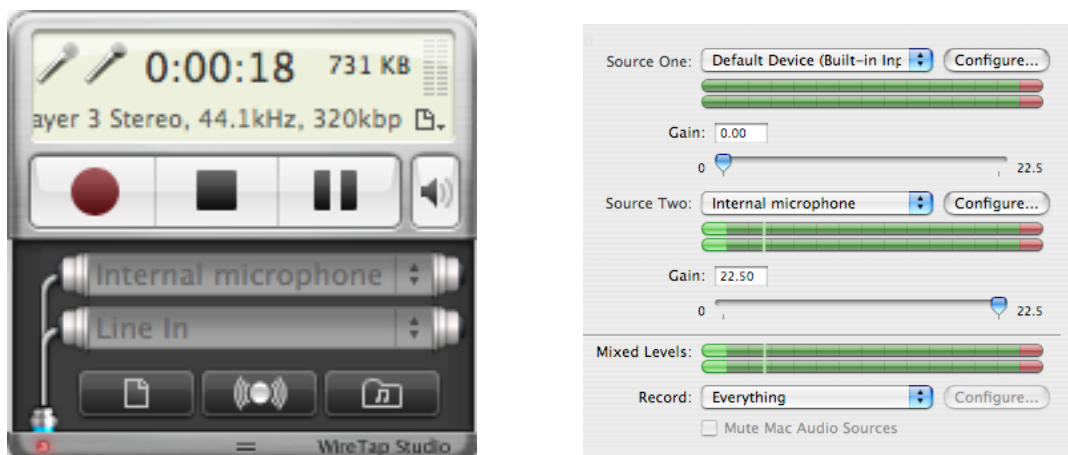 0:00:18 731 KB
ayer 3 Stereo, 44.1kHz, 320kbp
Internal microphone
Line In
WireTap Studio
Source One: Default Device (Built-in Inp Configure...
Gain: 0.00
0 22.5
Source Two: Internal microphone Configure...
Gain: 22.50
0 22.5
Mixed Levels:
Record: Everything Configure...
Mute Mac Audio Sources